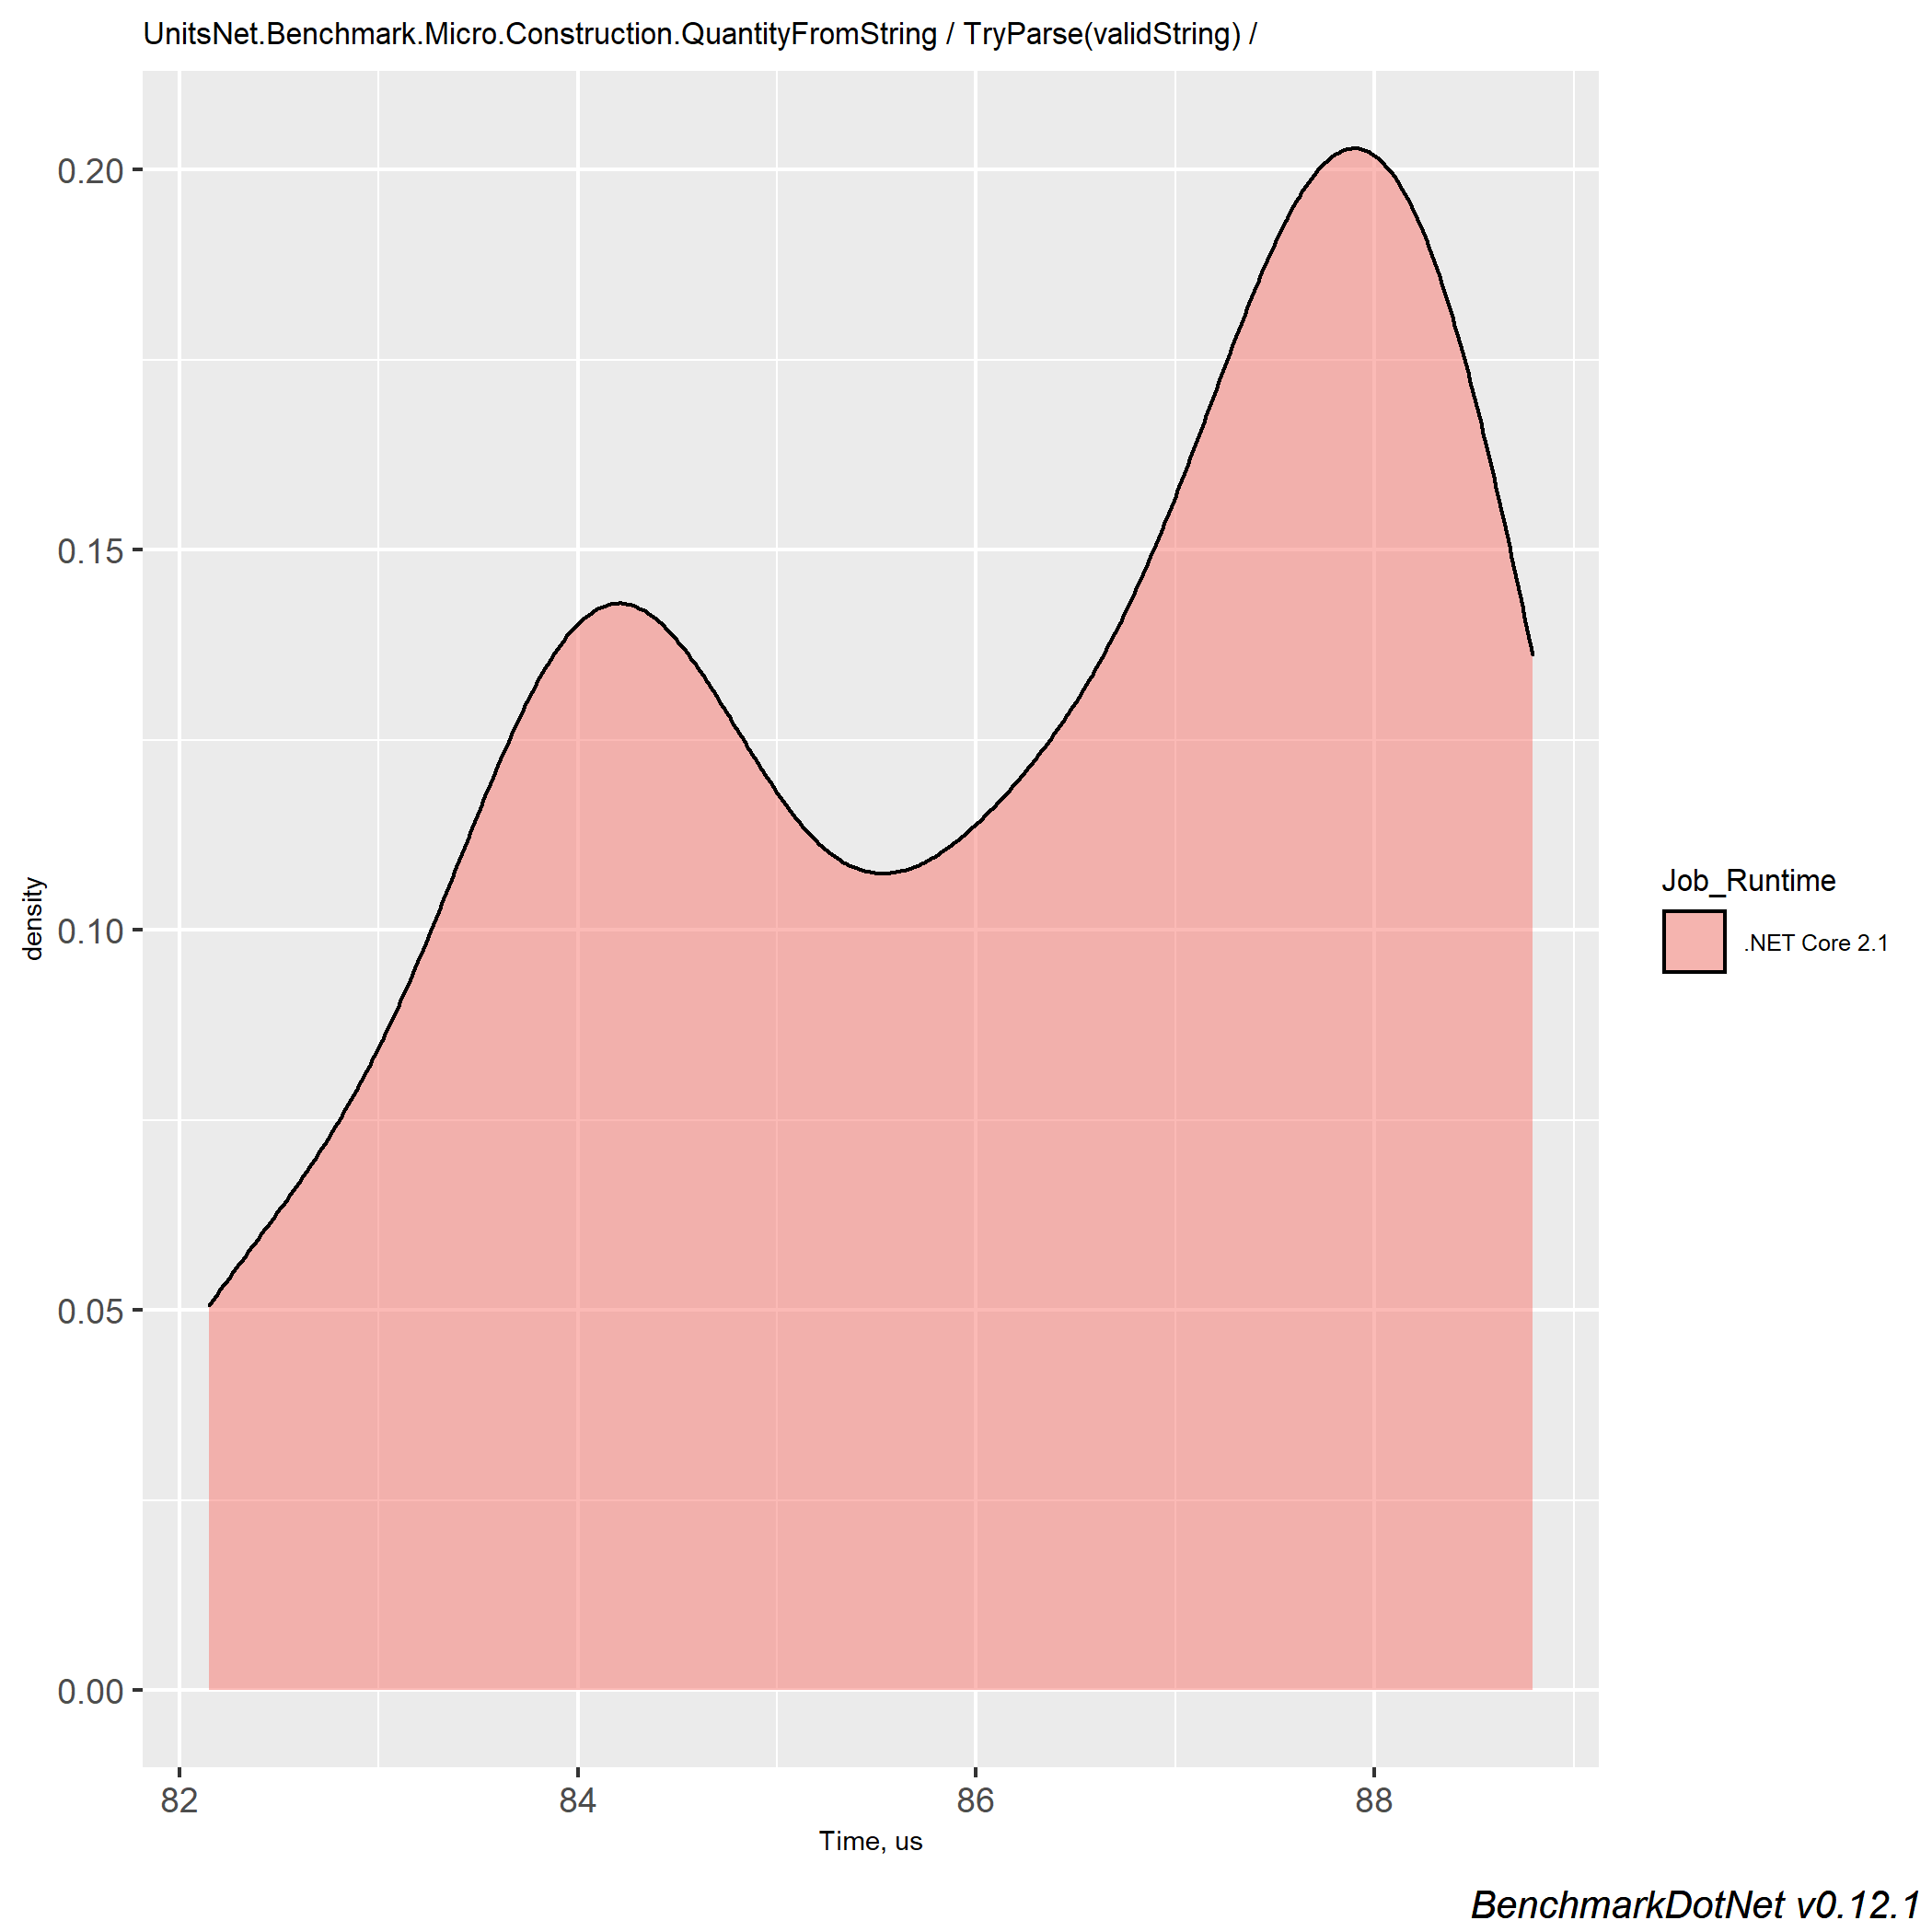 UnitsNet.Benchmark.Micro.Construction.QuantityFromString / TryParse(validString) /
0.20
0.15
0.10
0.05
0.00
density
82 84 86 88
Time, us
Job_Runtime
.NET Core 2.1
BenchmarkDotNet v0.12.1